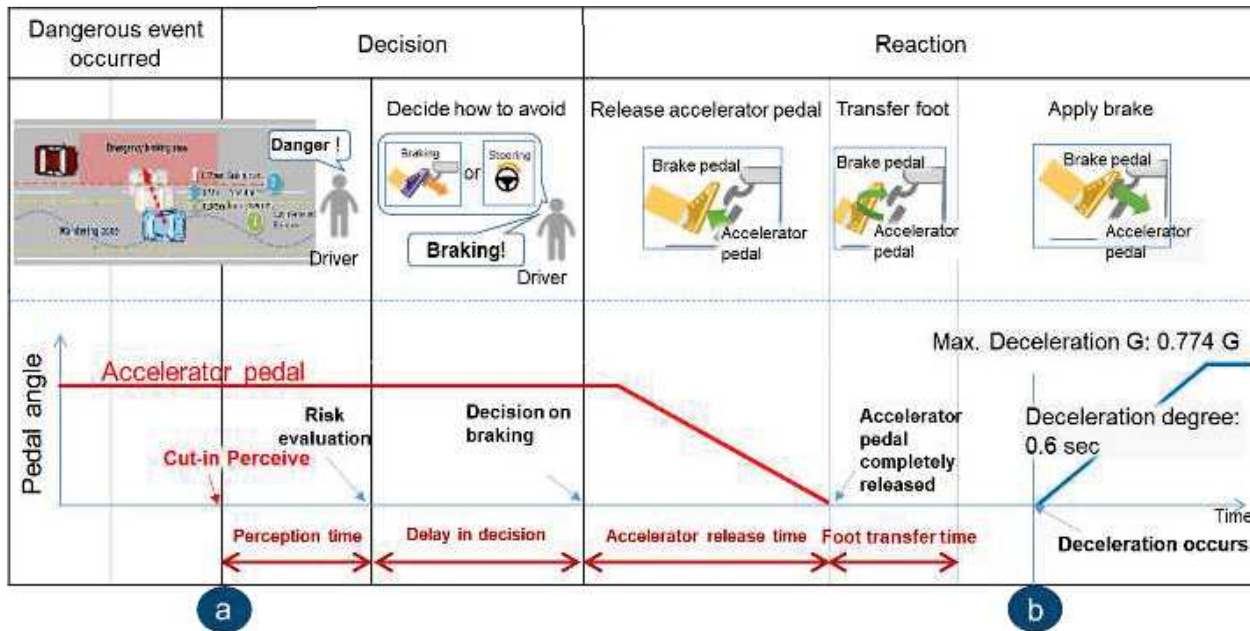 Dangerous event
occurred
Decision
Reaction
Emergency braking area
Danger !
Driver
Decide how to avoid
Braking
or
Steering
Braking!
Driver
Release accelerator pedal
Brake pedal
Accelerator
pedal
Transfer foot
Brake pedal
Accelerator
pedal
Apply brake
Brake pedal
Accelerator
pedal
Pedal angle
Accelerator pedal
Cut-in Perceive
Risk
evaluation
Decision on
braking
Accelerator
pedal
completely
released
Max. Deceleration G: 0.774 G
Deceleration degree:
0.6 sec
Time
Deceleration occurs
Perception time
Delay in decision
Accelerator release time
Foot transfer time
a
b